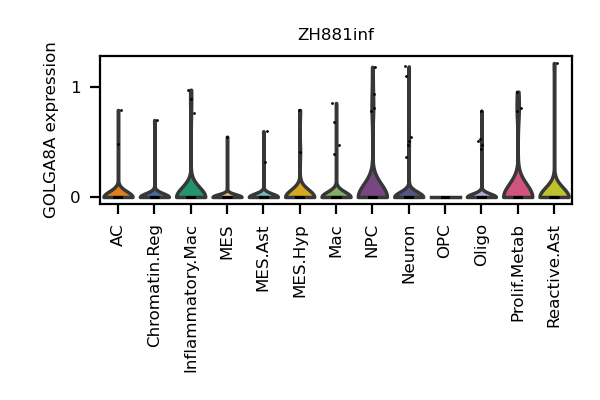 ZH881inf
GOLGA8A expression
1
0
AC
Chromatin.Reg
Inflammatory.Mac
MES
MES.Ast
MES.Hyp
Mac
NPC
Neuron
OPC
Oligo
Prolif.Metab
Reactive.Ast